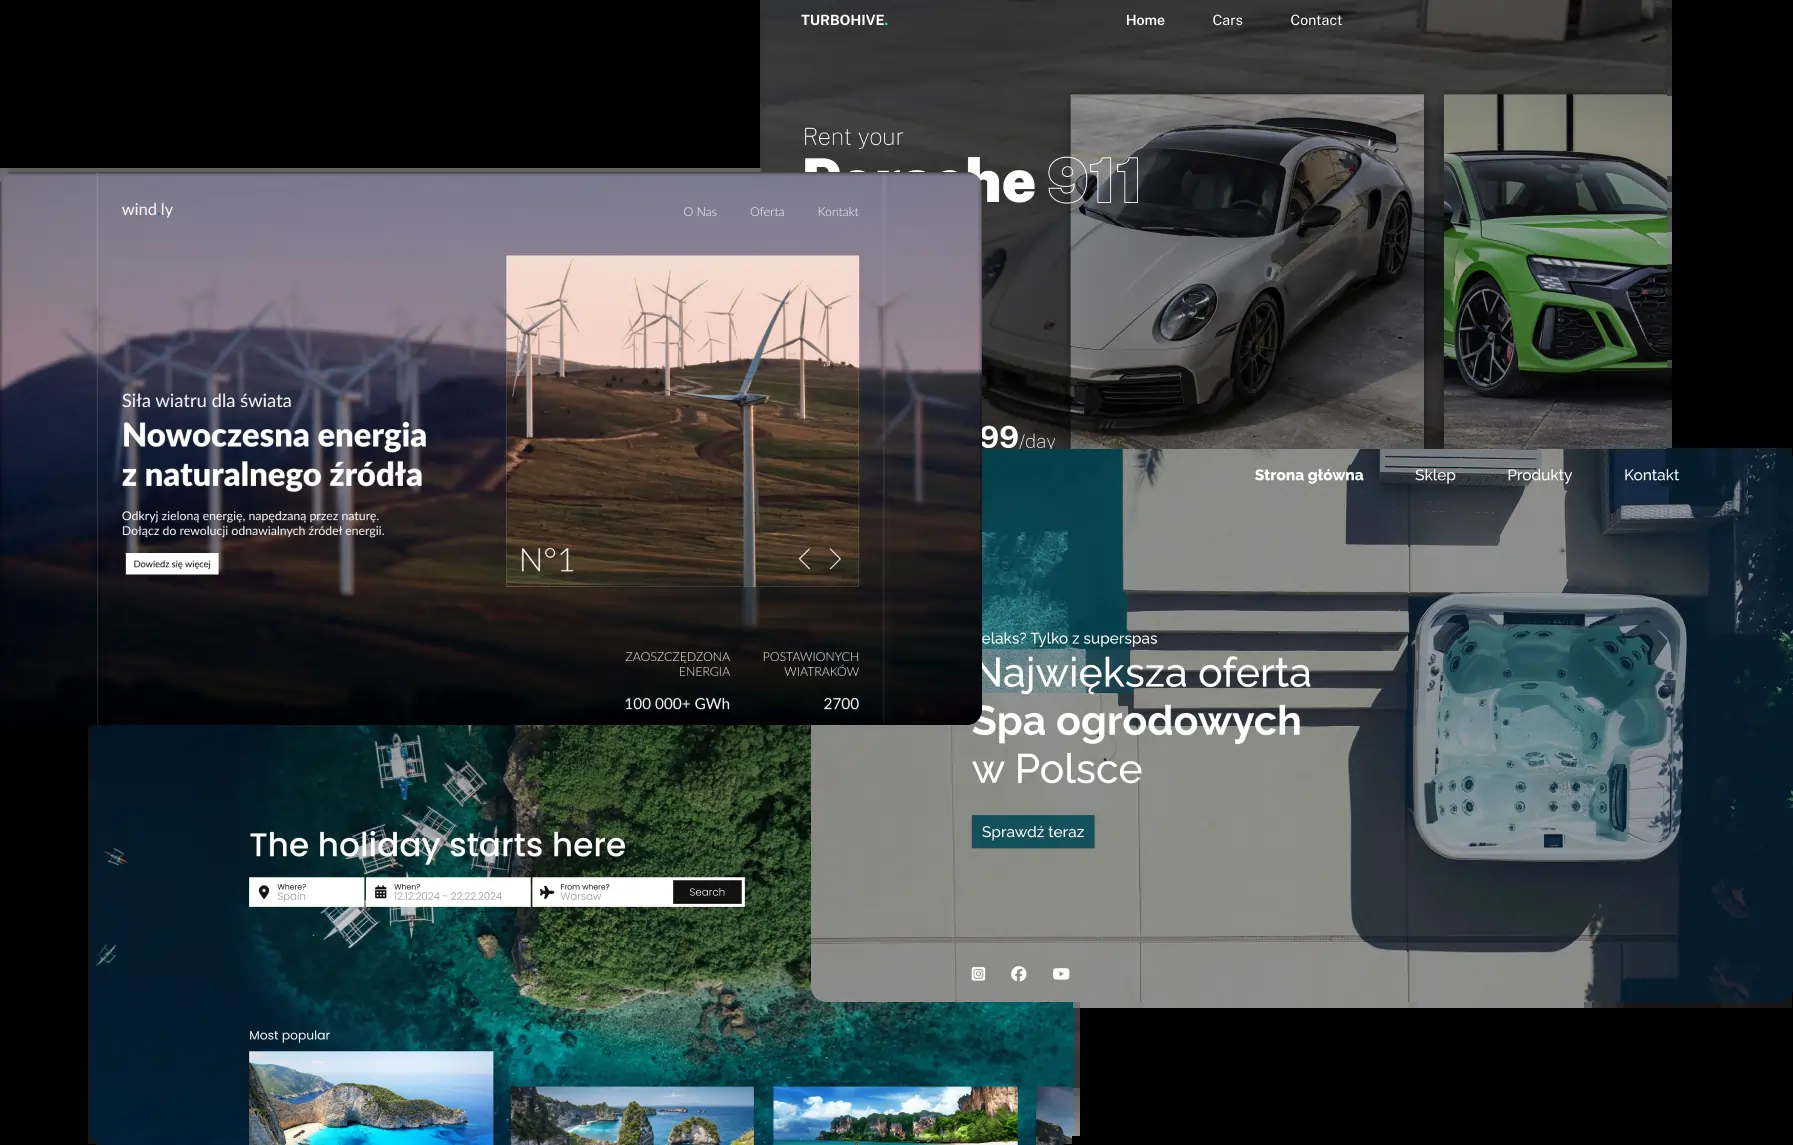 TURBOHIVE.
Home
Cars
Contact
Rent your
911
99/day
wind.ly
O Nas
Oferta
Kontakt
Siła wiatru dla świata
Nowoczesna energia
z naturalnego źródła
Odkryj zieloną energię, napędzaną przez naturę.
Dołącz do rewolucji odnawialnych źródeł energii.
Dowiedz się więcej
N°1
ZAOSZCZĘDZONA
ENERGIA
100 000+ GWh
POSTAWIONYCH
WIATRAKÓW
2700
Strona główna
Sklep
Produkty
Kontakt
elaks? Tylko z superspas
Największa oferta
Spa ogrodowych
w Polsce
Sprawdź teraz
The holiday starts here
Where?
Spain
When?
12.12.2024 - 22.22.2024
From where?
Warsaw
Search
Most popular